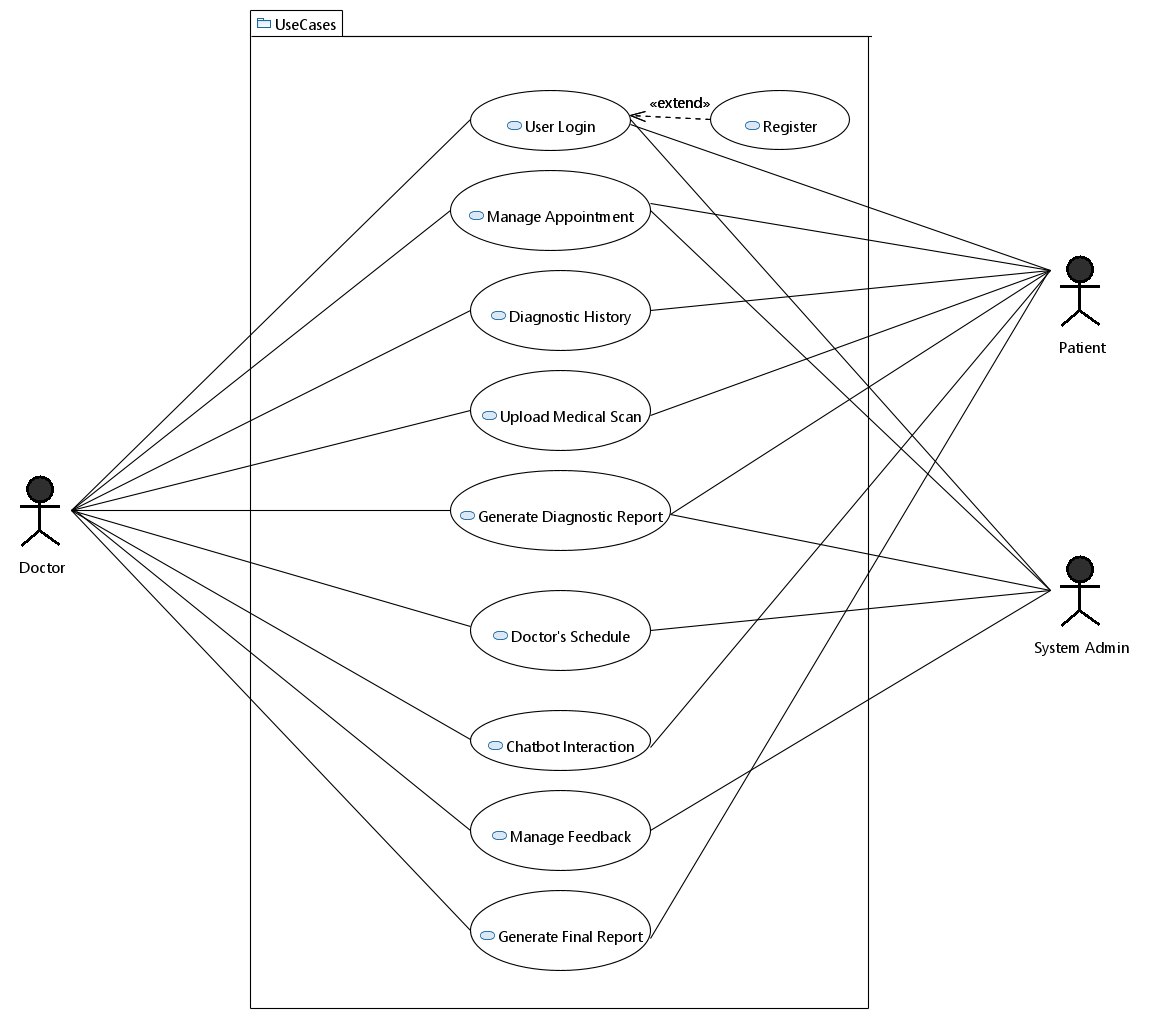 UseCases
«extend»
User Login
Register
Manage Appointment
Diagnostic History
Patient
Upload Medical Scan
Generate Diagnostic Report
Doctor
Doctor's Schedule
System Admin
Chatbot Interaction
Manage Feedback
Generate Final Report